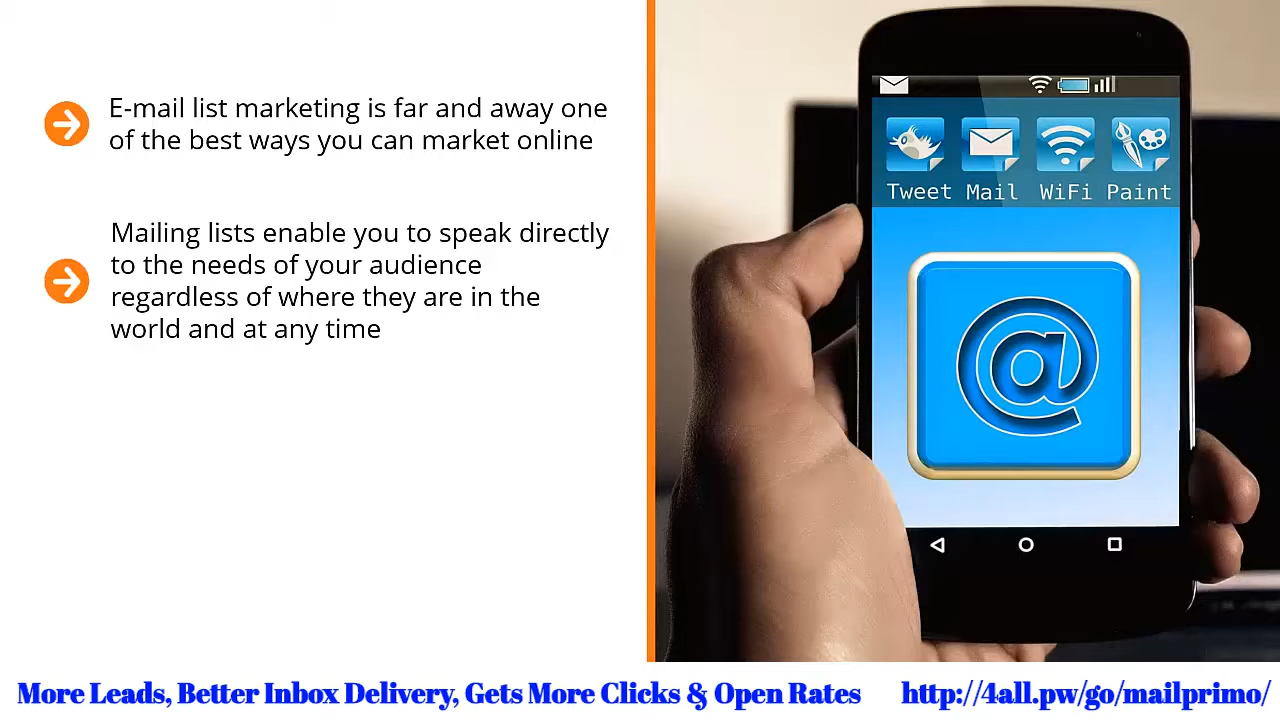 E-mail list marketing is far and away one
of the best ways you can market online
Mailing lists enable you to speak directly
to the needs of your audience
regardless of where they are in the
world and at any time
Tweet Mail WiFi Paint
@
More Leads, Better Inbox Delivery, Gets More Clicks & Open Rates http://4all.pw/go/mailprimo/